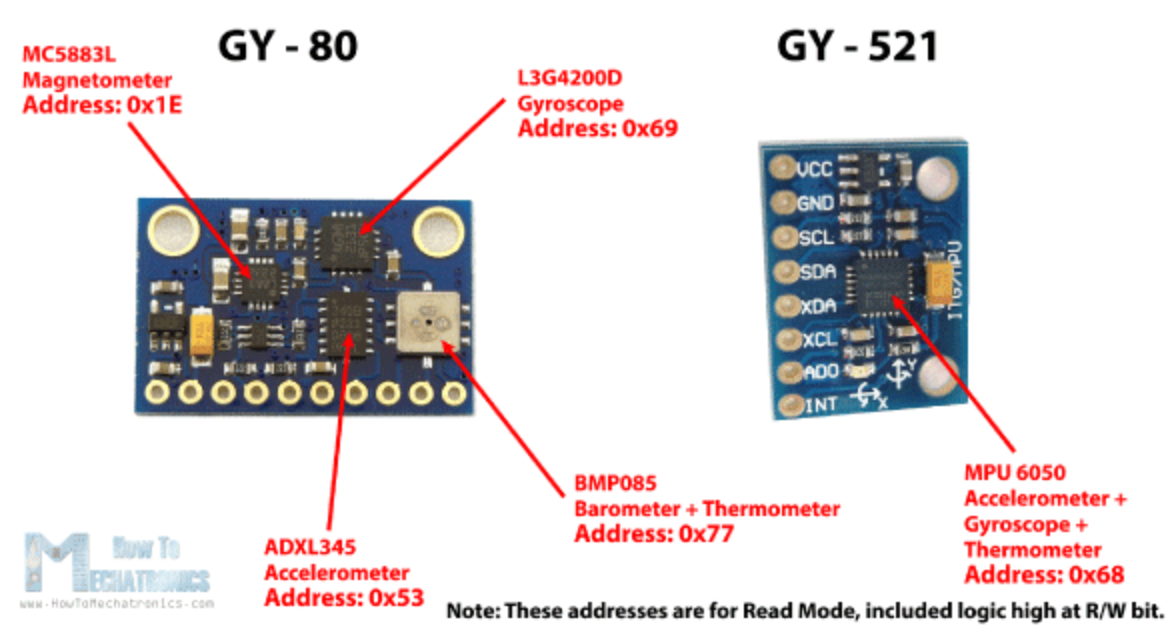 GY - 80
GY - 521
MC5883L
Magnetometer
Address: 0x1E
L3G4200D
Gyroscope
Address: 0x69
VCC
GND
SCL
SDA
XDA
XCL
ADO
INT
ITG/MPU
X
Y
BMP085
Barometer + Thermometer
Address: 0x77
ADXL345
Accelerometer
Address: 0x53
MPU 6050
Accelerometer +
Gyroscope +
Thermometer
Address: 0x68
How To
MECHATRONICS
www.HowToMechatronics.com
Note: These addresses are for Read Mode, included logic high at R/W bit.